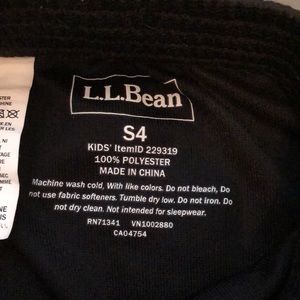 L.L.Bean
S4
KIDS' ItemID 229319
100% POLYESTER
MADE IN CHINA
Machine wash cold, With like colors. Do not bleach, Do
not use fabric softeners. Tumble dry low. Do not iron. Do
not dry clean. Not intended for sleepwear.
RN71341 VN1002880
CA04754